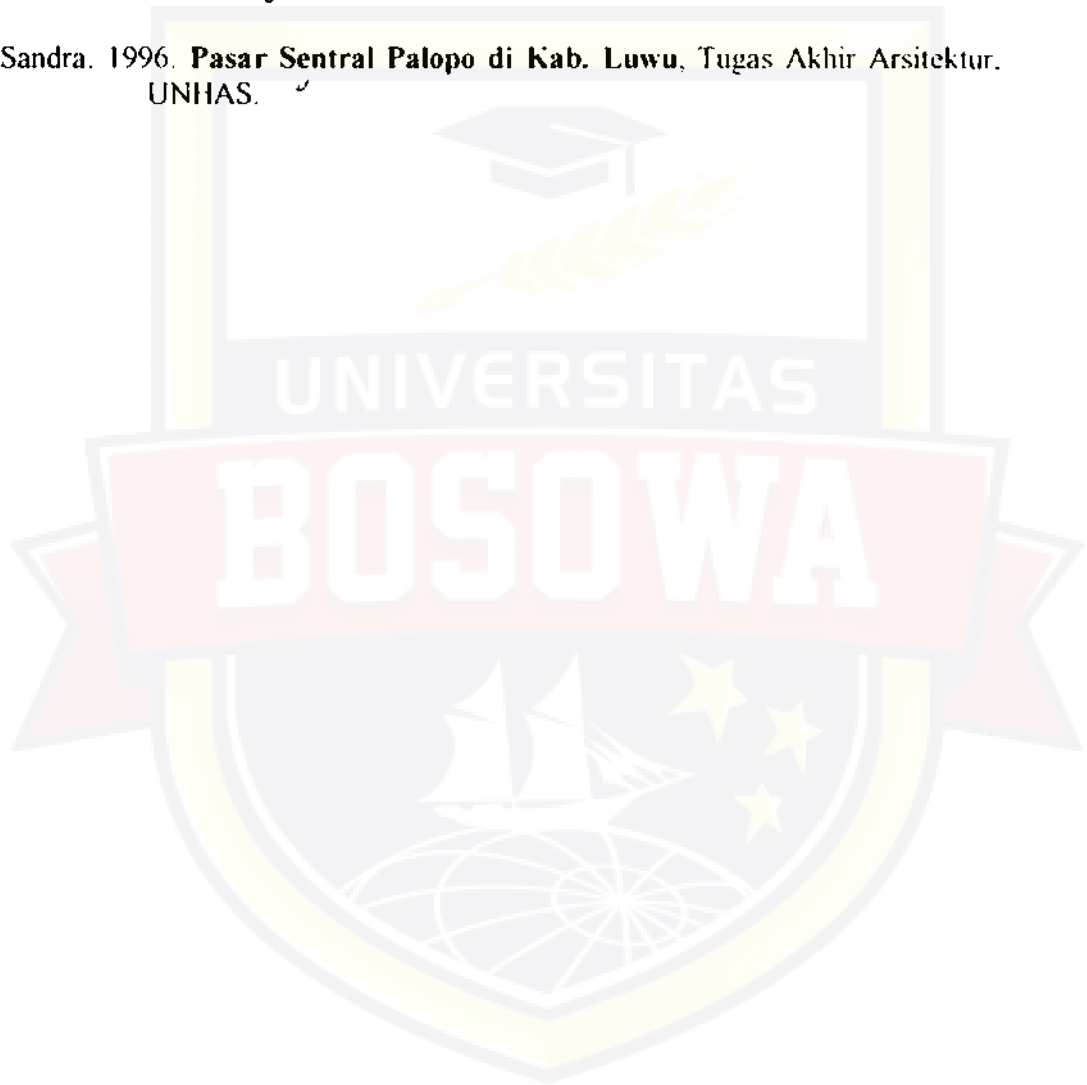 Sandra. 1996. Pasar Sentral Palopo di Kab. Luwu, Tugas Akhir Arsitektur.
UNHAS.
UNIVERSITAS
BOSOWA